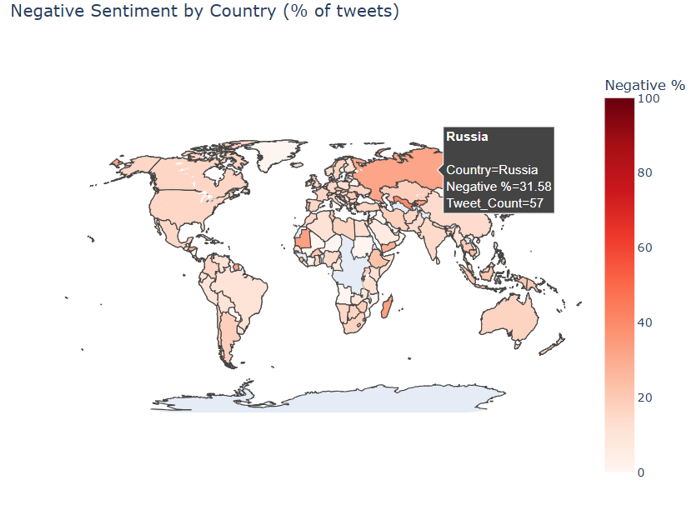 Negative Sentiment by Country (% of tweets)
Negative %
100
80
60
40
20
0
Russia
Country=Russia
Negative %=31.58
Tweet_Count=57